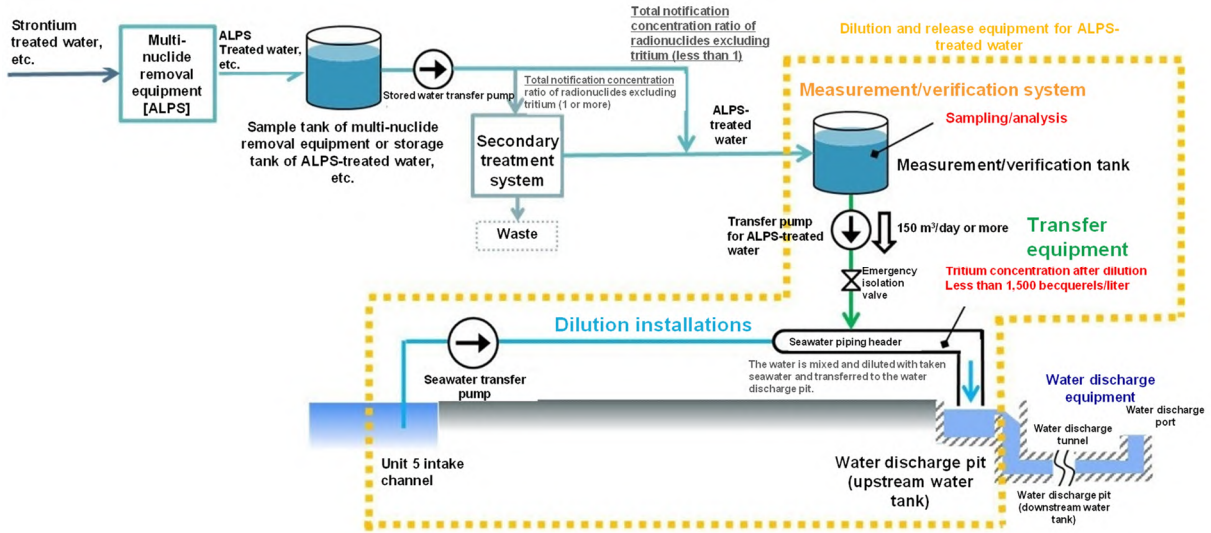 Strontium
treated water,
etc.
Multi-
nuclide
removal
equipment
[ALPS]
ALPS
Treated water,
etc.
Stored water transfer pump
Sample tank of multi-nuclide
removal equipment or storage
tank of ALPS-treated water,
etc.
Total notification
concentration ratio of
radionuclides excluding
tritium (less than 1)
Total notification concentration
ratio of radionuclides excluding
tritium (1 or more)
Secondary
treatment
system
Waste
ALPS-
treated
water
Dilution and release equipment for ALPS-
treated water
Measurement/verification system
Sampling/analysis
Measurement/verification tank
Transfer pump
for ALPS-treated
water
150 m³/day or more
Transfer
equipment
Emergency
isolation
valve
Tritium concentration after dilution
Less than 1,500 becquerels/liter
Dilution installations
Seawater piping header
Seawater transfer
pump
The water is mixed and diluted with taken
seawater and transferred to the water
discharge pit.
Unit 5 intake
channel
Water discharge pit
(upstream water
tank)
Water discharge
equipment
Water discharge
port
Water discharge
tunnel
Water discharge pit
(downstream water
tank)